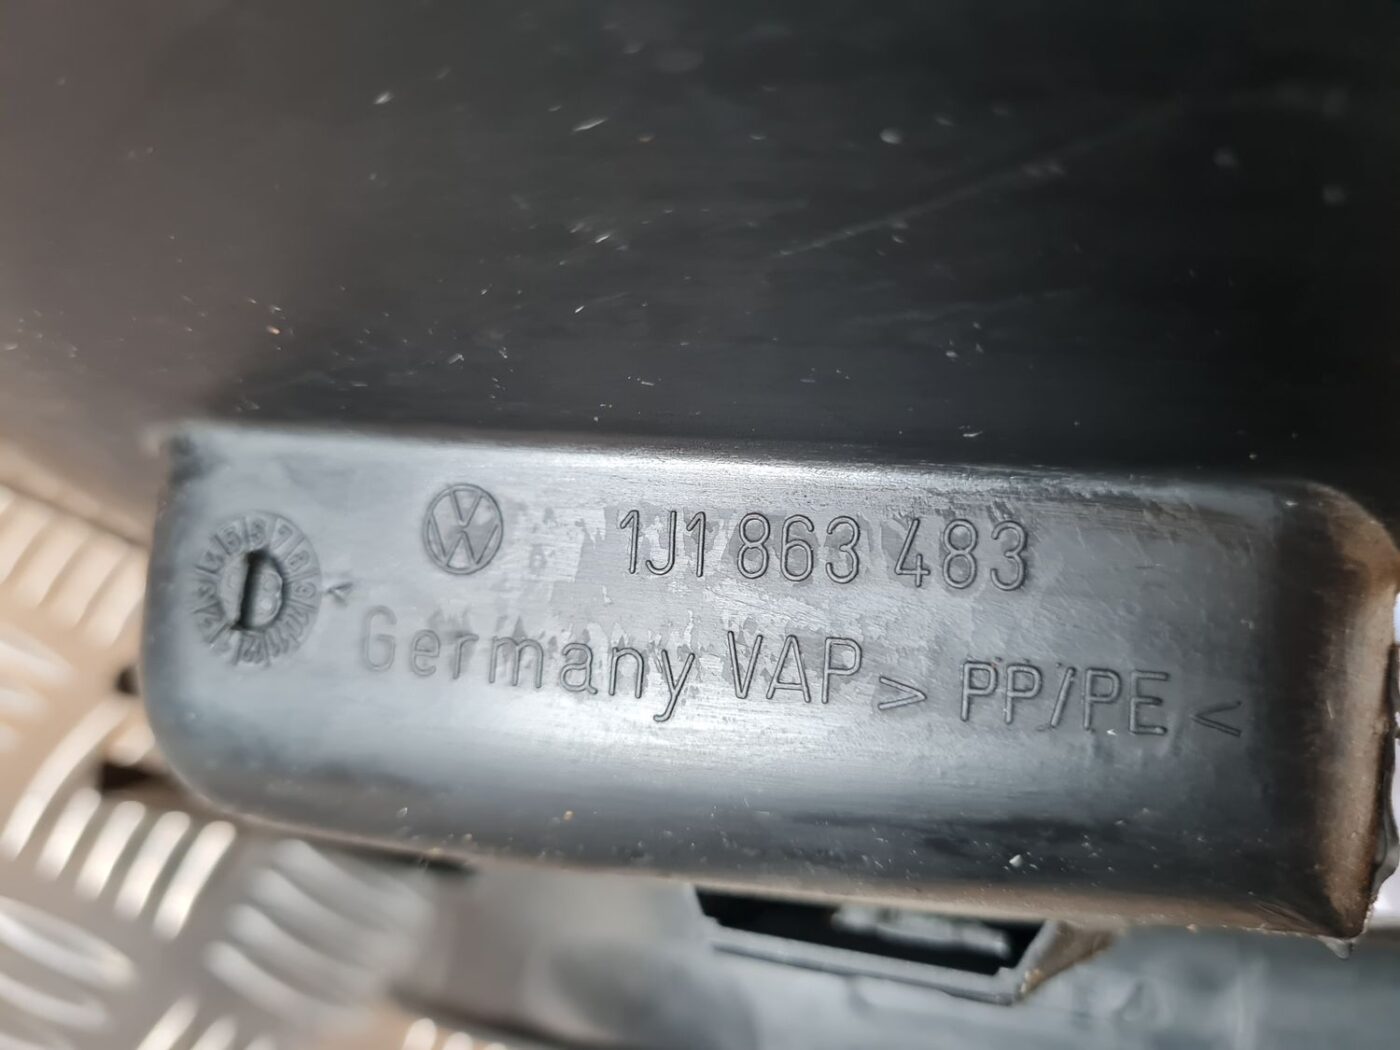 1J1 863 483
Germany VAP > PP/PE <